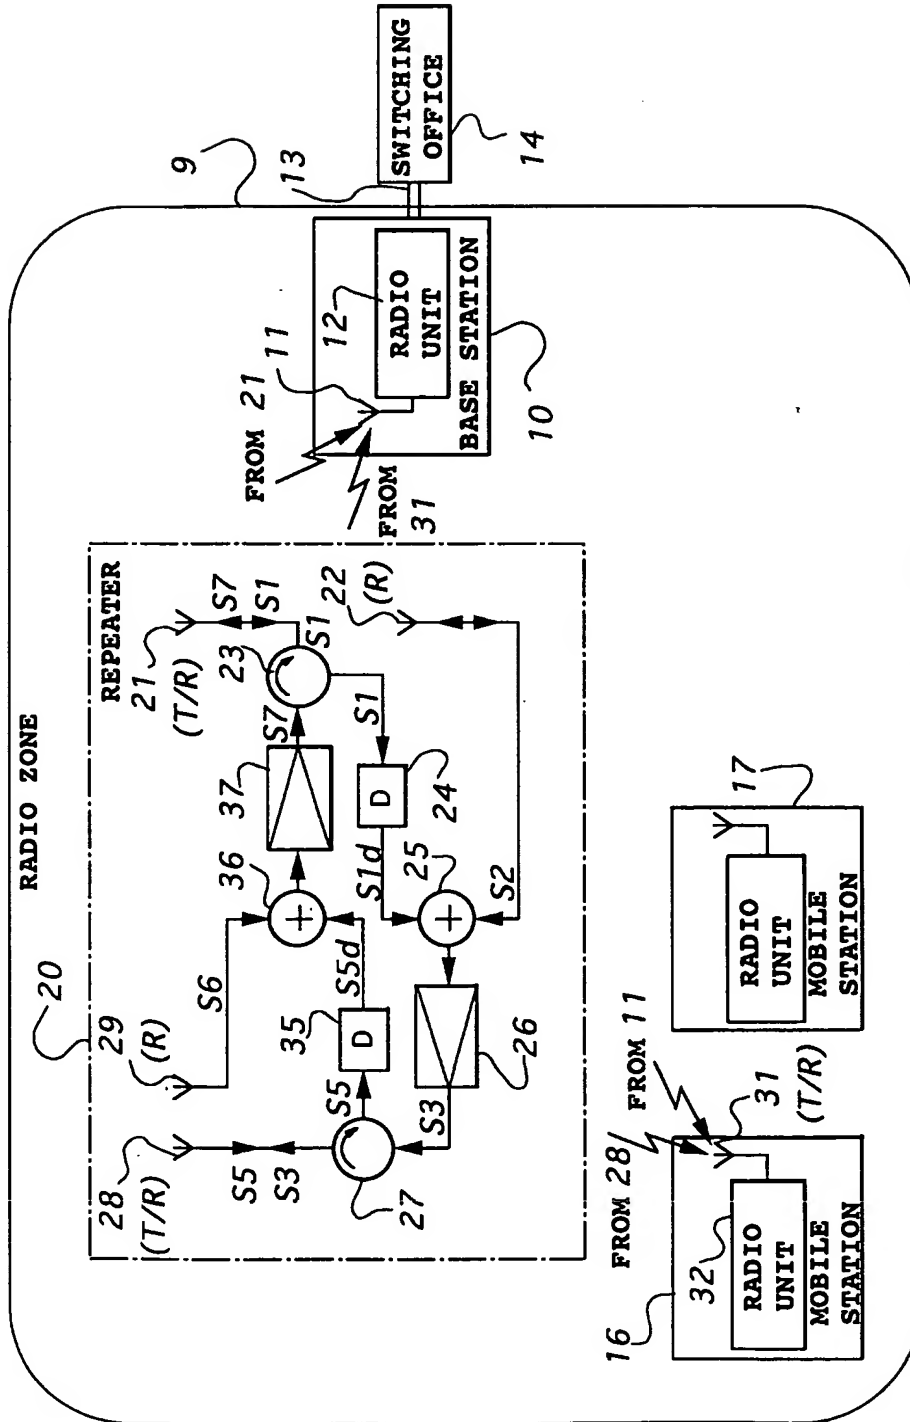 RADIO ZONE
20
29
(R)
28
(T/R)
REPEATER
21
(T/R)
S7
S1
S6
36
37
S7
23
S1
S5
S3
S5
35
D
S5d
S1
D
24
22
(R)
27
S3
26
25
S1d
S2
FROM 21
11
FROM
31
12
RADIO
UNIT
BASE STATION
10
9
13
SWITCHING
OFFICE
14
16
FROM 28
FROM 11
31
(T/R)
32
RADIO
UNIT
MOBILE
STATION
17
RADIO
UNIT
MOBILE
STATION